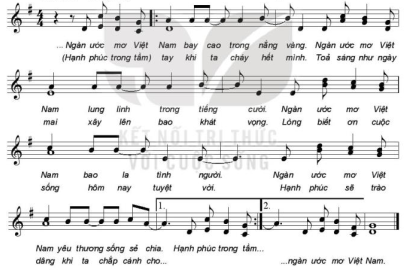 ...Ngàn ước mơ Việt Nam bay cao trong nắng vàng. Ngàn ước mơ Việt
(Hạnh phúc trong tầm) tay khi ta cháy hết mình. Toả sáng như ngày
Nam lung linh trong tiếng cười. Ngàn ước mơ Việt
mai xây lên bao khát vọng. Lòng biết ơn cuộc
KẾT NỐI TRI THỨC
VỚI CUỘC SỐNG
Nam bao la tình người. Ngàn ước mơ Việt
sống hôm nay tuyệt vời. Hạnh phúc sẽ trào
1. 2.
Nam yêu thương sống sẻ chia. Hạnh phúc trong tầm...
dâng khi ta chắp cánh cho... ...ngàn ước mơ Việt Nam.